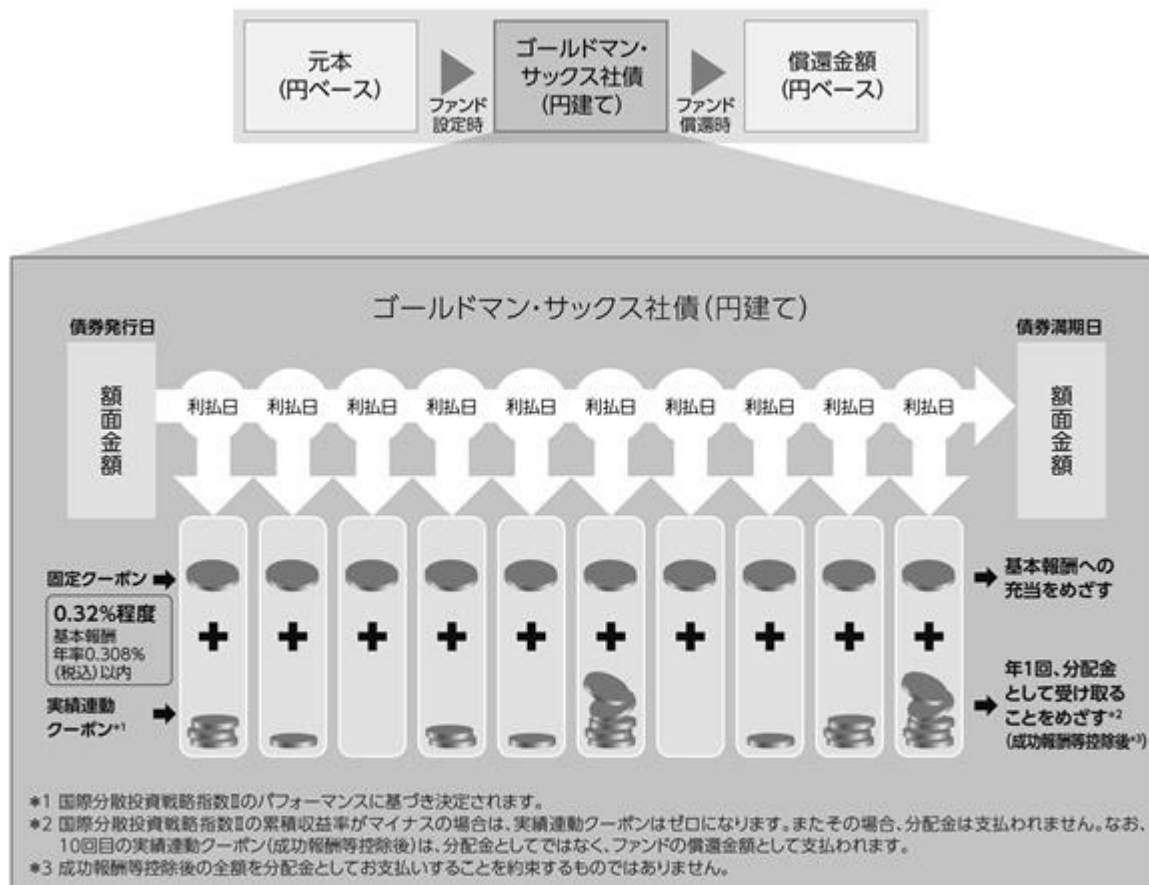 元本
(円ベース)
ファンド
設定時
ゴールドマン・
サックス社債
(円建て)
ファンド
償還時
償還金額
(円ベース)
ゴールドマン・サックス社債(円建て)
債券発行日
債券満期日
額面金額
利払日 利払日 利払日 利払日 利払日 利払日 利払日 利払日 利払日 利払日
額面金額
固定クーポン
0.32%程度
基本報酬
年率0.308%
(税込)以内
基本報酬への
充当をめざす
実績連動
クーポン*1
年1回、分配金
として受け取る
ことをめざす*2
(成功報酬等控除後*3)
*1 国際分散投資戦略指数Ⅱのパフォーマンスに基づき決定されます。
*2 国際分散投資戦略指数Ⅱの累積収益率がマイナスの場合は、実績連動クーポンはゼロになります。またその場合、分配金は支払われません。なお、
10回目の実績連動クーポン(成功報酬等控除後)は、分配金としてではなく、ファンドの償還金額として支払われます。
*3 成功報酬等控除後の全額を分配金としてお支払いすることを約束するものではありません。